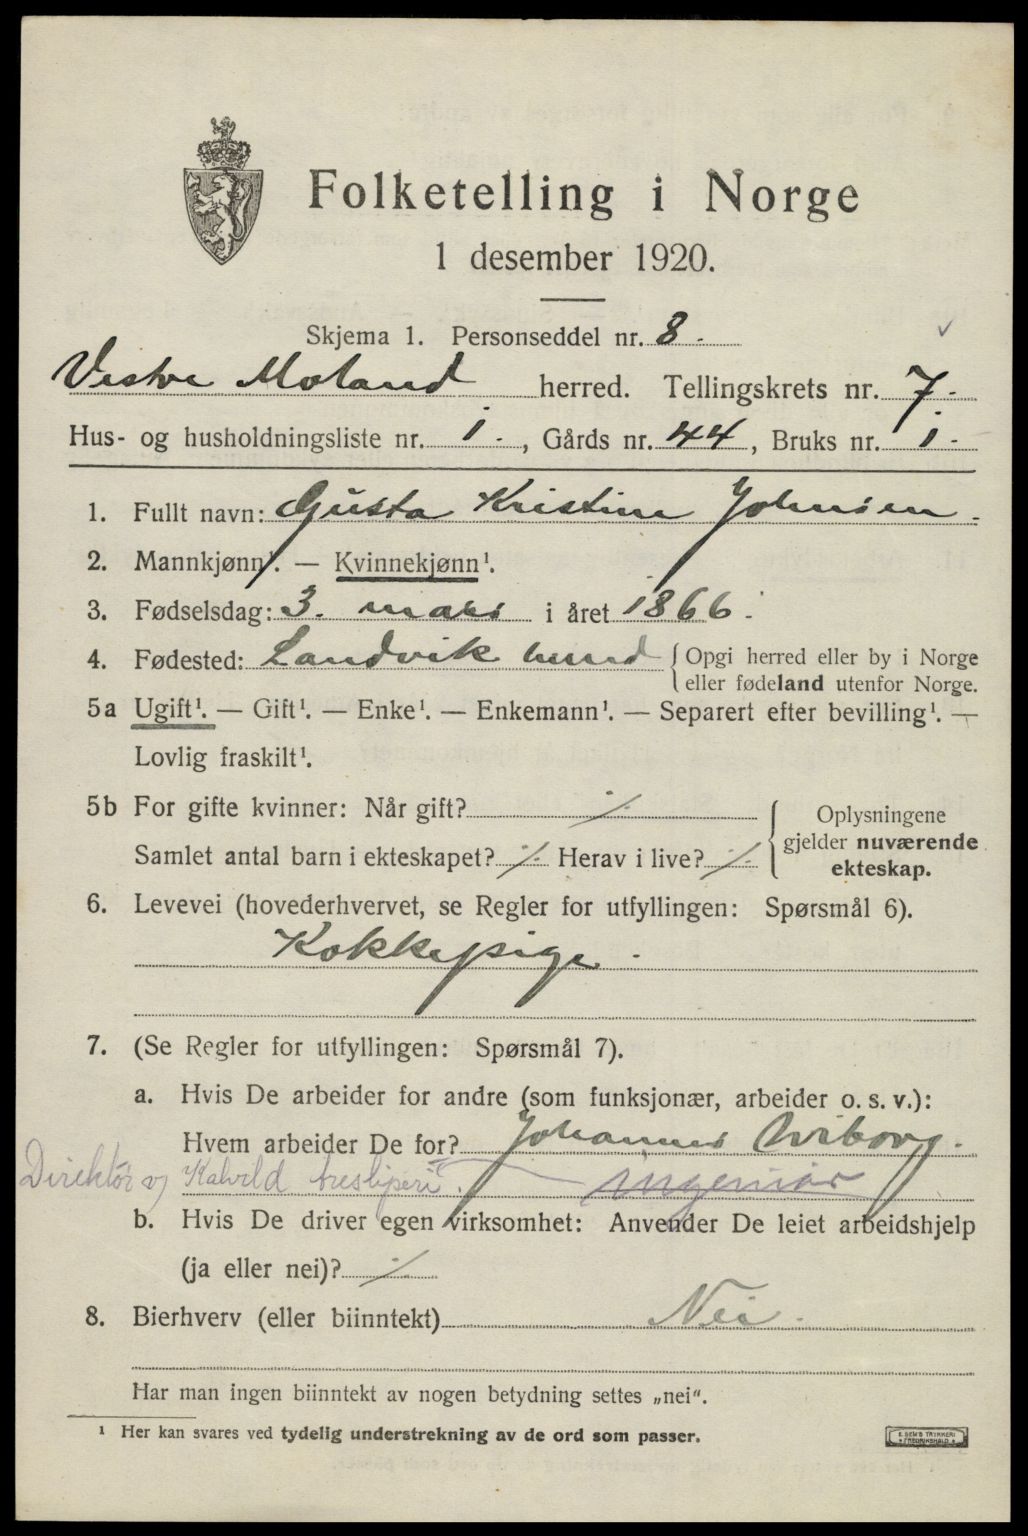 Folketelling i Norge
1 desember 1920.
Skjema 1. Personseddel nr. 8.
Vestre Moland herred. Tellingskrets nr. 7.
Hus- og husholdningsliste nr. 1., Gårds nr. 44, Bruks nr. 1.
1. Fullt navn: Gusta Kristine Johnsen.
2. Mannkjønn¹. — Kvinnekjønn¹.
3. Fødselsdag: 3. mars i året 1866.
4. Fødested: Landvik herred { Opgi herred eller by i Norge
eller fødeland utenfor Norge.
5a Ugift¹. — Gift¹. — Enke¹. — Enkemann¹. — Separert efter bevilling¹. —
Lovlig fraskilt¹.
5b For gifte kvinner: Når gift? ·/.
Samlet antal barn i ekteskapet? ·/. Herav i live? ·/.
Oplysningene
gjelder nuværende
ekteskap.
6. Levevei (hovederhvervet, se Regler for utfyllingen: Spørsmål 6).
Kokkepige.
7. (Se Regler for utfyllingen: Spørsmål 7).
a. Hvis De arbeider for andre (som funksjonær, arbeider o. s. v.):
Hvem arbeider De for? Johannes Wiborg.
Direktör v/ Kalvild tresliperi. ingeniør
b. Hvis De driver egen virksomhet: Anvender De leiet arbeidshjelp
(ja eller nei)? ·/.
8. Bierhverv (eller biinntekt) Nei.
Har man ingen biinntekt av nogen betydning settes „nei“.
¹ Her kan svares ved tydelig understrekning av de ord som passer.
E. SEM'S TRYKKERI
FREDRIKSHALD